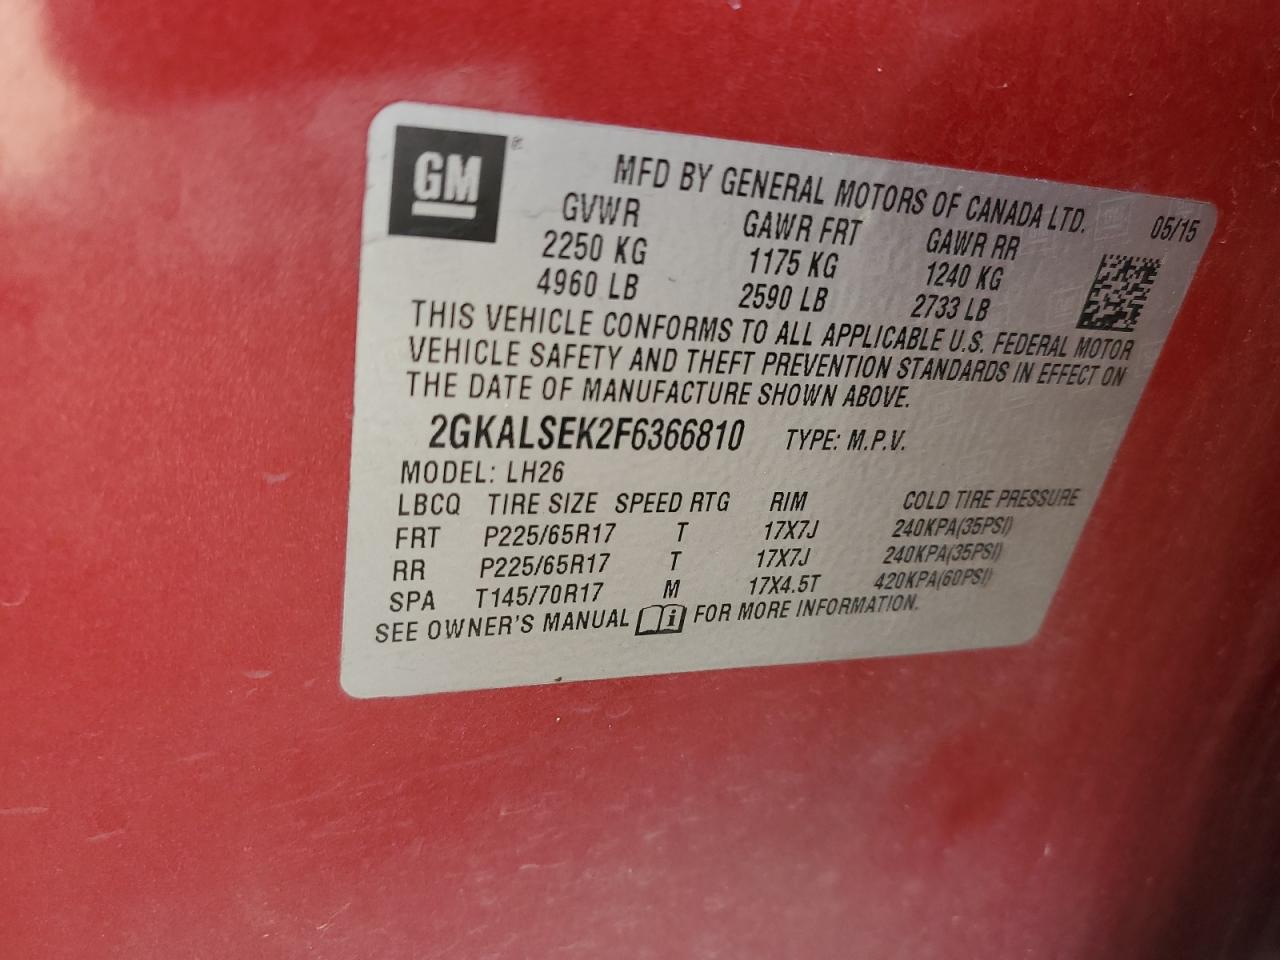 GM ®
MFD BY GENERAL MOTORS OF CANADA LTD.
05/15
GVWR GAWR FRT GAWR RR
2250 KG 1175 KG 1240 KG
4960 LB 2590 LB 2733 LB
THIS VEHICLE CONFORMS TO ALL APPLICABLE U.S. FEDERAL MOTOR
VEHICLE SAFETY AND THEFT PREVENTION STANDARDS IN EFFECT ON
THE DATE OF MANUFACTURE SHOWN ABOVE.
2GKALSEK2F6366810 TYPE: M.P.V.
MODEL: LH26
LBCQ TIRE SIZE SPEED RTG RIM COLD TIRE PRESSURE
FRT P225/65R17 T 17X7J 240KPA(35PSI)
RR P225/65R17 T 17X7J 240KPA(35PSI)
SPA T145/70R17 M 17X4.5T 420KPA(60PSI)
SEE OWNER'S MANUAL i FOR MORE INFORMATION.